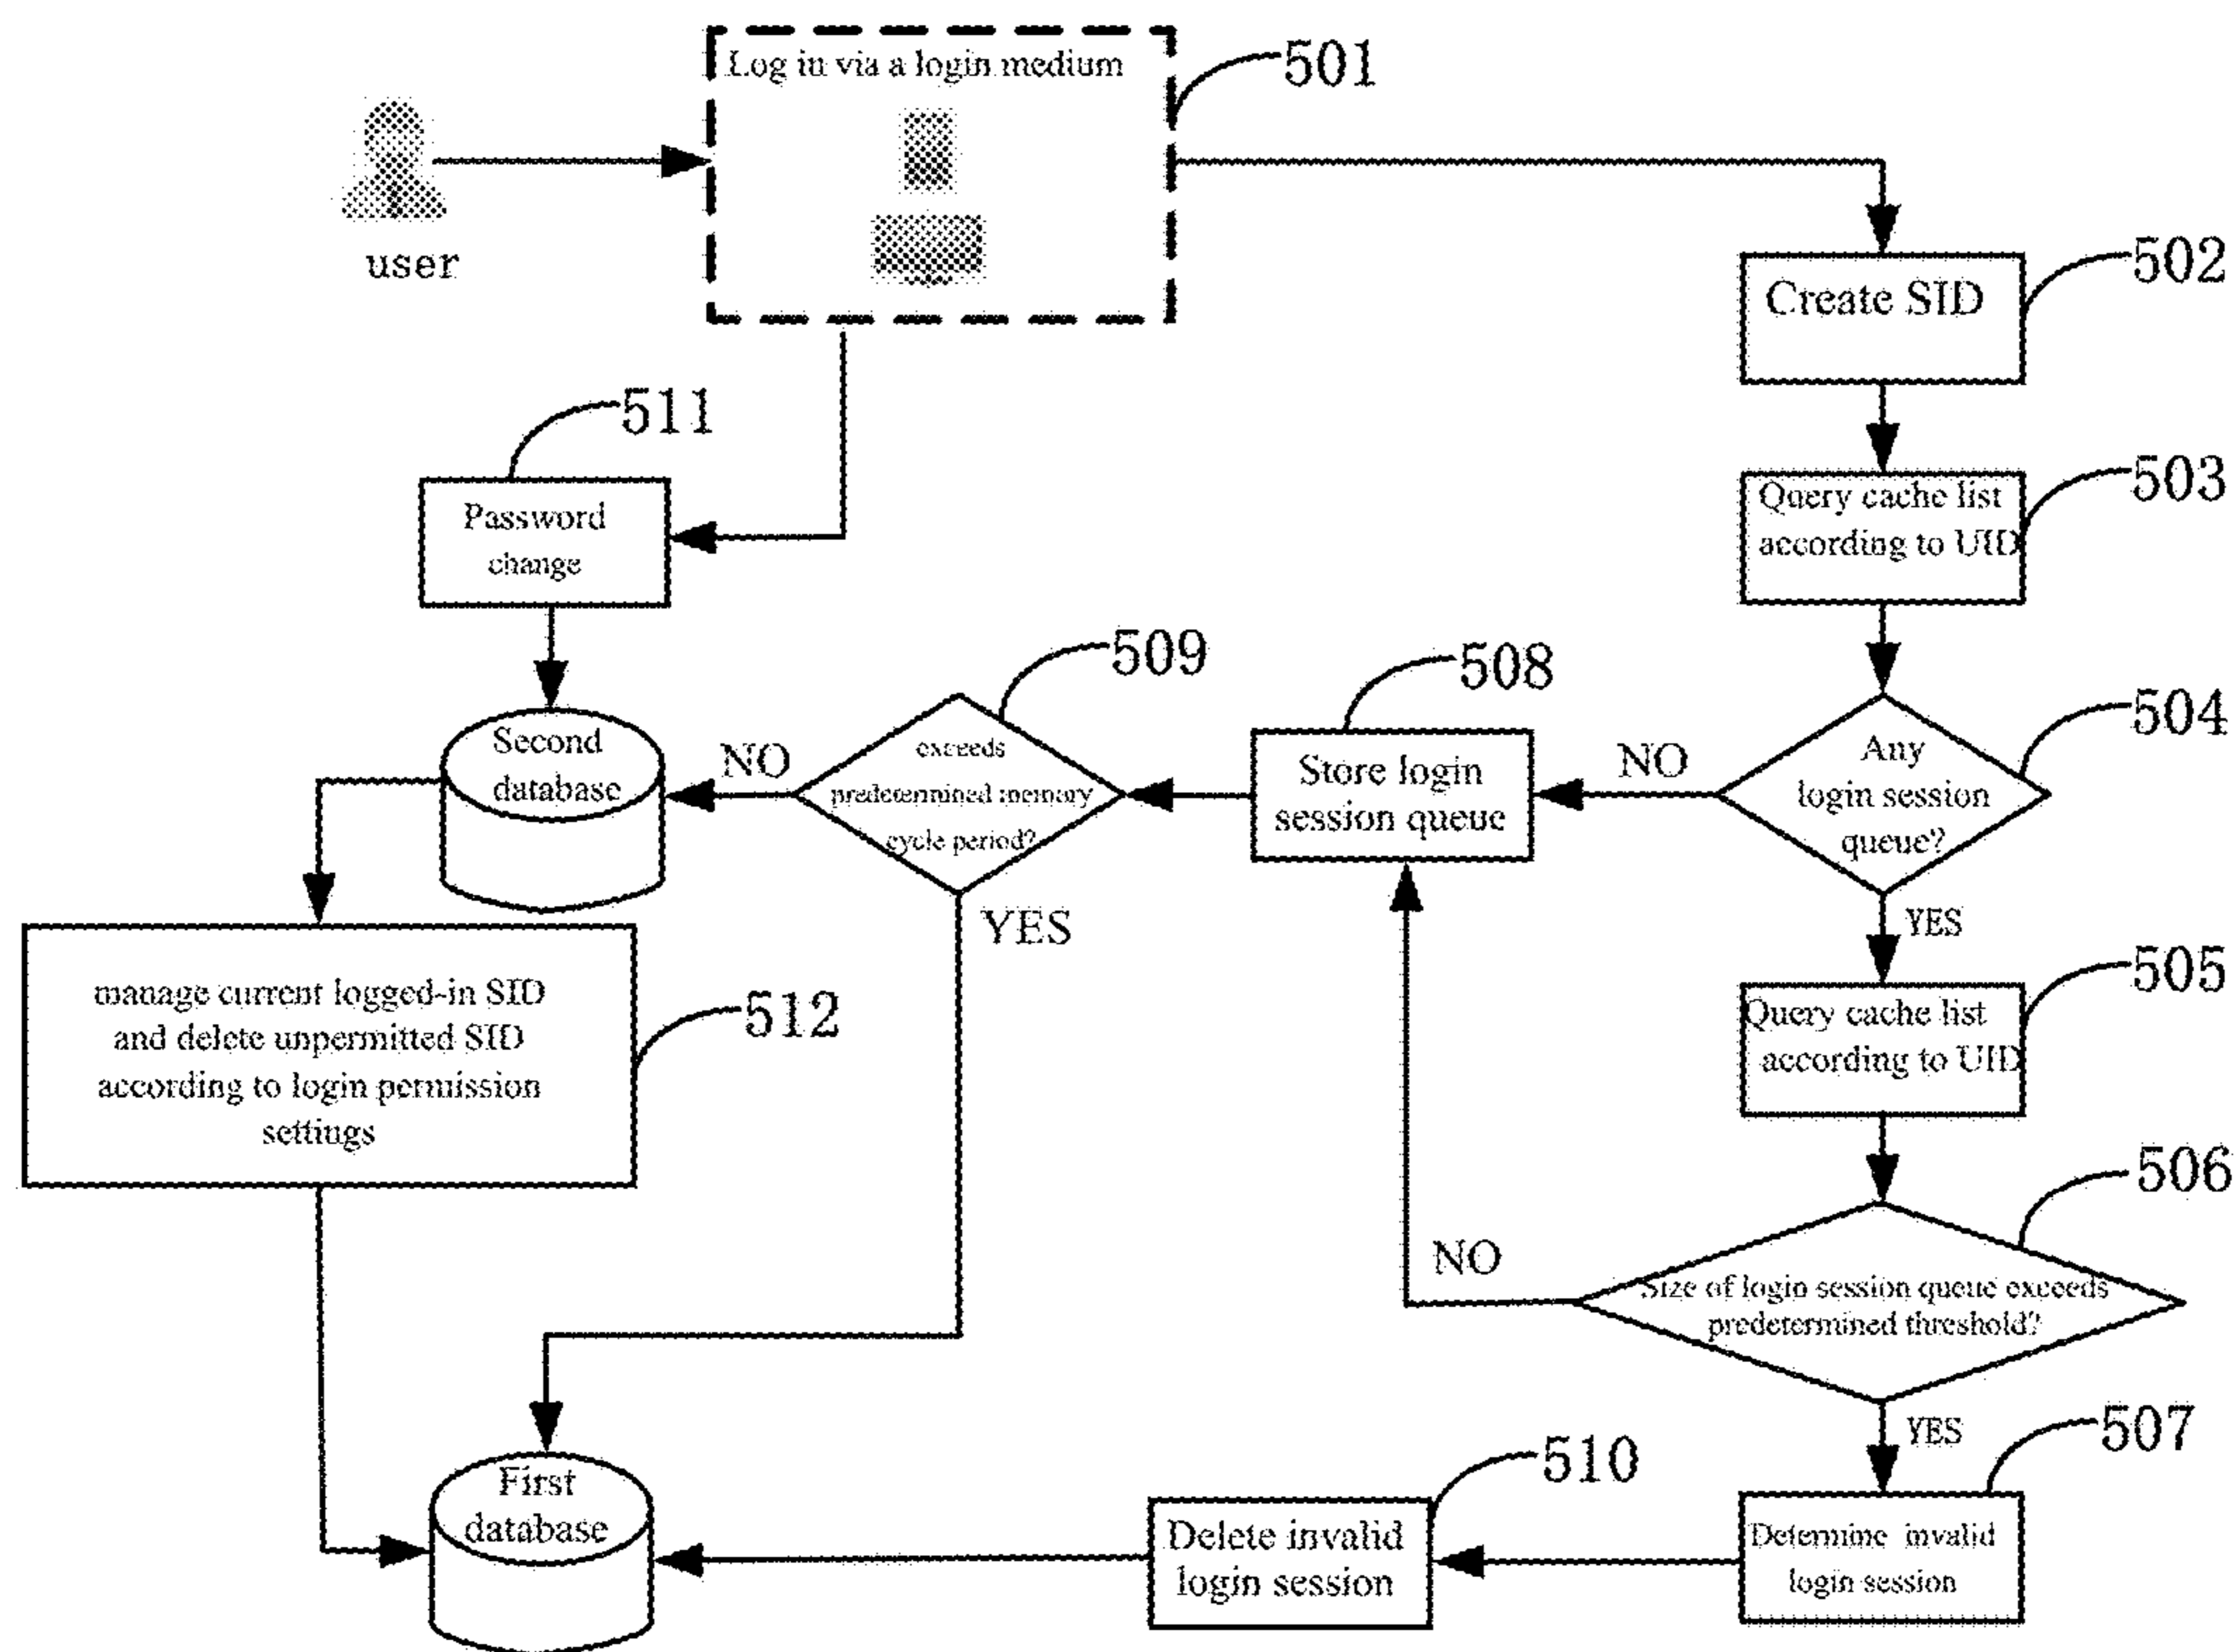 Log in via a login medium
501
user
Create SID
502
511
Password
change
Query cache list
according to UID
503
509
508
504
Second
database
NO
exceeds
predetermined memory
cycle period?
Store login
session queue
NO
Any
login session
queue?
YES
YES
manage current logged-in SID
and delete unpermitted SID
according to login permission
settings
512
Query cache list
according to UID
505
506
NO
Size of login session queue exceeds
predetermined threshold?
YES
507
First
database
510
Delete invalid
login session
Determine invalid
login session